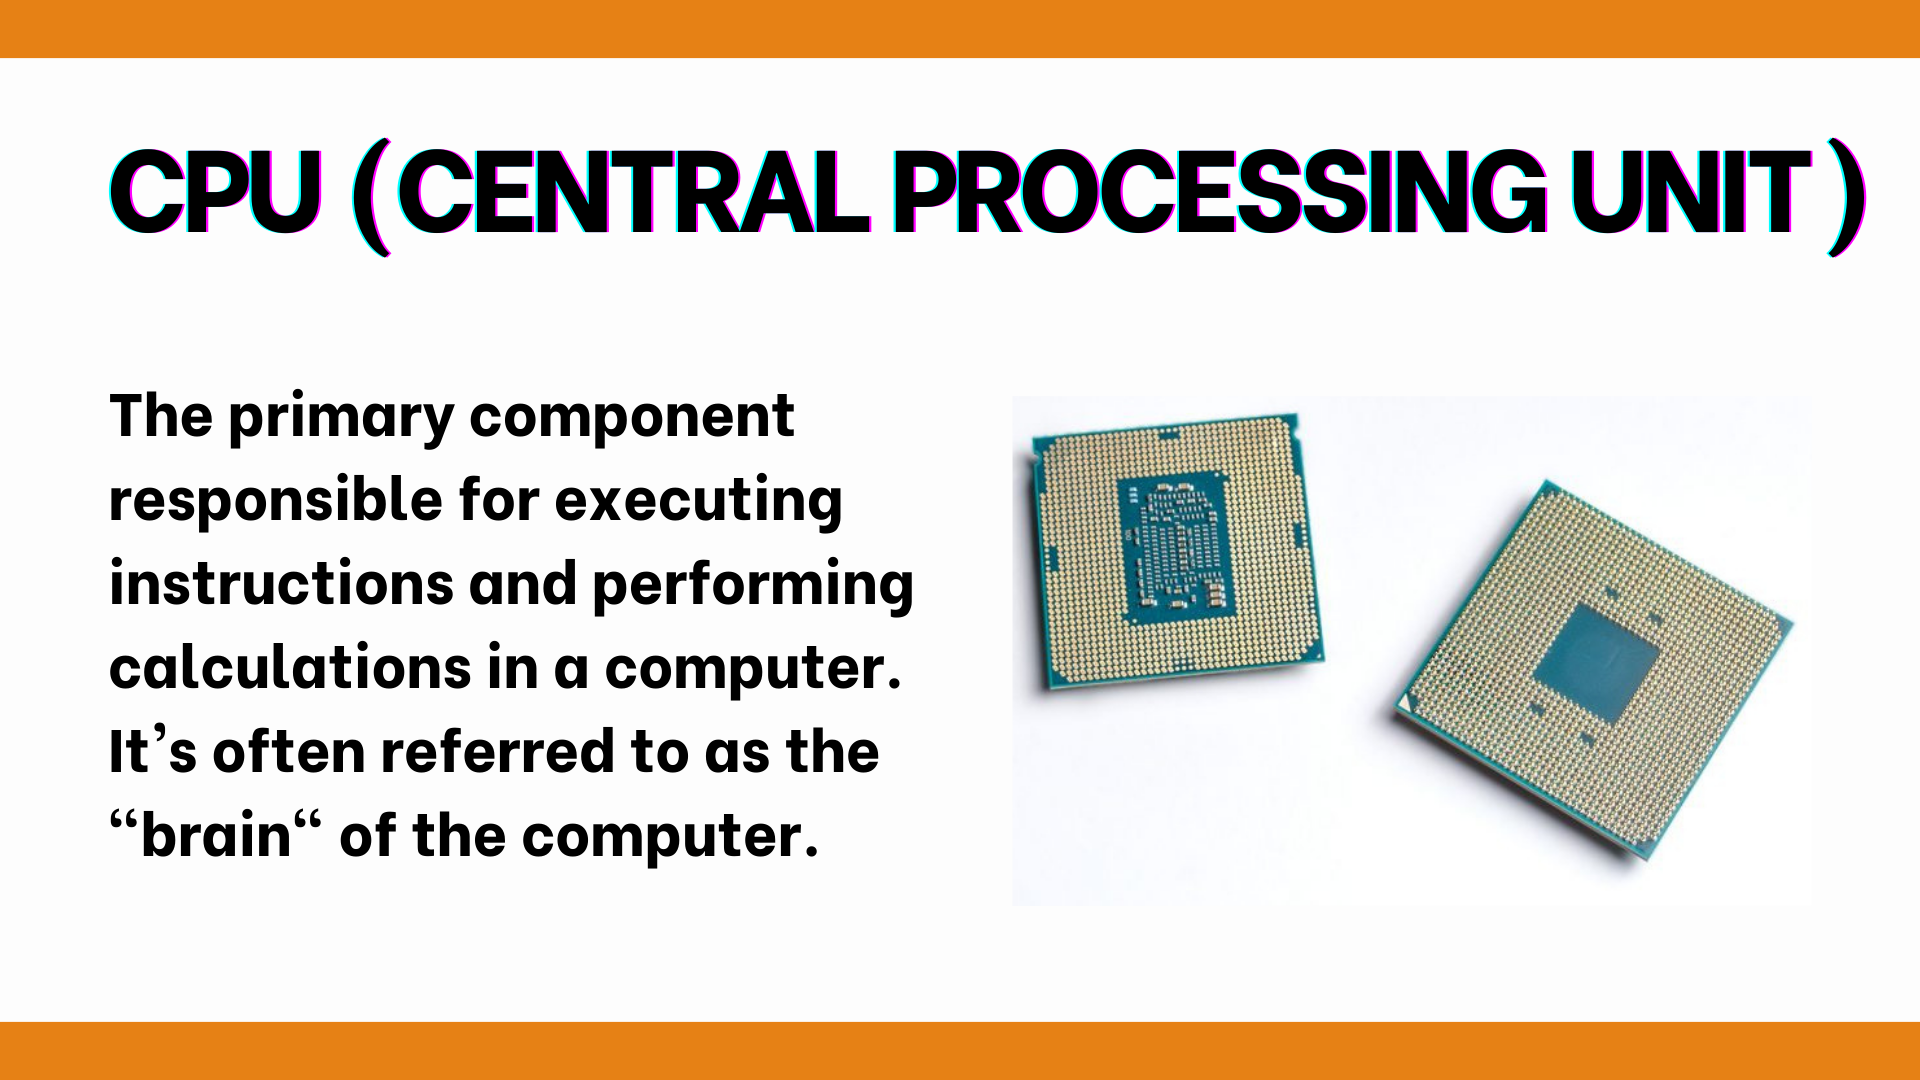 CPU (CENTRAL PROCESSING UNIT )
The primary component
responsible for executing
instructions and performing
calculations in a computer.
It’s often referred to as the
“brain“ of the computer.